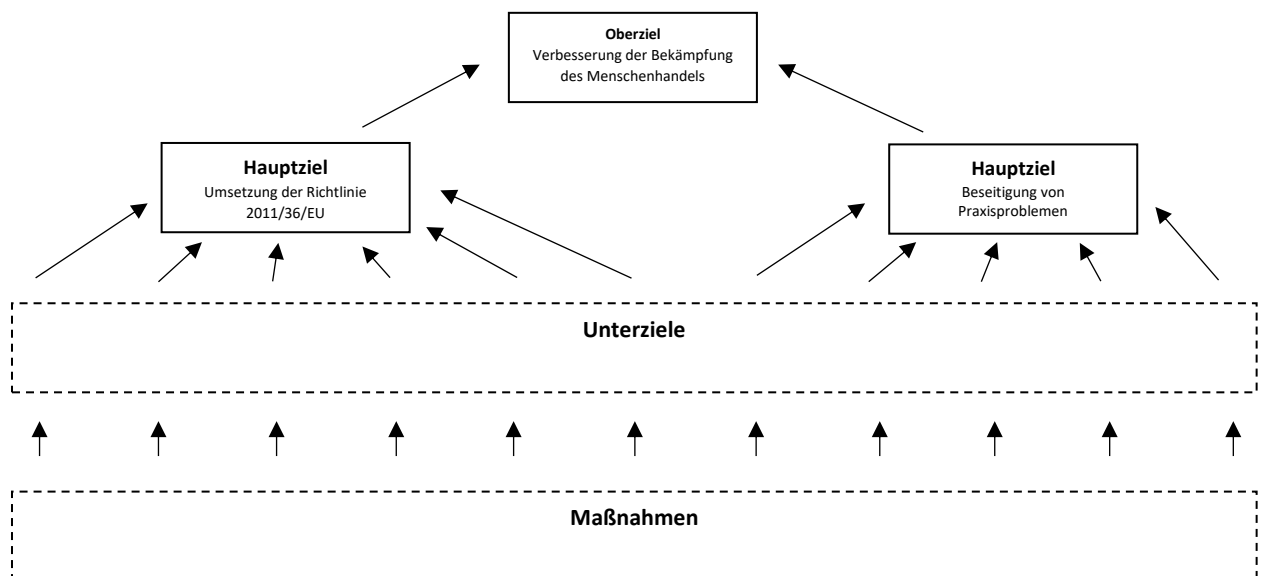 Oberziel
Verbesserung der Bekämpfung
des Menschenhandels
Hauptziel
Umsetzung der Richtlinie
2011/36/EU
Hauptziel
Beseitigung von
Praxisproblemen
Unterziele
Maßnahmen